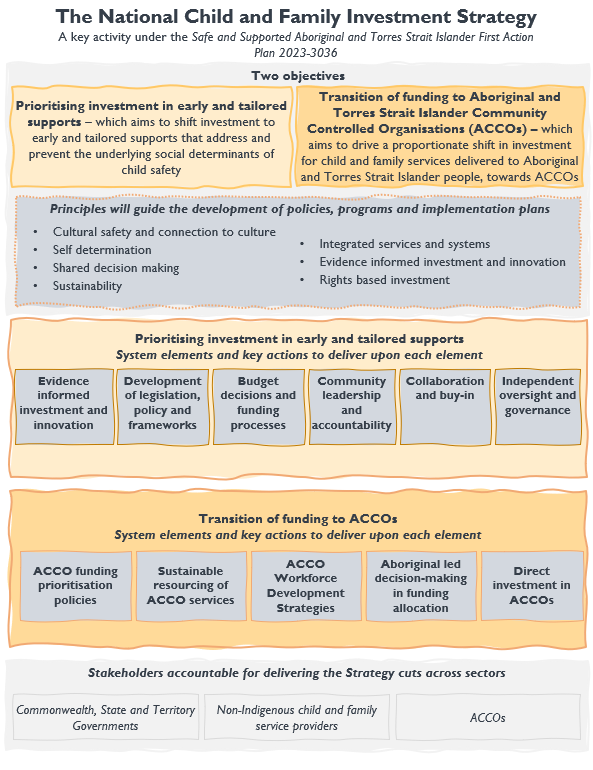 The National Child and Family Investment Strategy
A key activity under the Safe and Supported Aboriginal and Torres Strait Islander First Action
Plan 2023-3036
Two objectives
Prioritising investment in early and tailored
supports – which aims to shift investment to
early and tailored supports that address and
prevent the underlying social determinants of
child safety
Transition of funding to Aboriginal and
Torres Strait Islander Community
Controlled Organisations (ACCOs) – which
aims to drive a proportionate shift in investment
for child and family services delivered to Aboriginal
and Torres Strait Islander people, towards ACCOs
Principles will guide the development of policies, programs and implementation plans
• Cultural safety and connection to culture
• Self determination
• Shared decision making
• Sustainability
• Integrated services and systems
• Evidence informed investment and innovation
• Rights based investment
Prioritising investment in early and tailored supports
System elements and key actions to deliver upon each element
Evidence
informed
investment and
innovation
Development
of legislation,
policy and
frameworks
Budget
decisions and
funding
processes
Community
leadership
and
accountability
Collaboration
and buy-in
Independent
oversight and
governance
Transition of funding to ACCOs
System elements and key actions to deliver upon each element
ACCO funding
prioritisation
policies
Sustainable
resourcing of
ACCO services
ACCO
Workforce
Development
Strategies
Aboriginal led
decision-making
in funding
allocation
Direct
investment in
ACCOs
Stakeholders accountable for delivering the Strategy cuts across sectors
Commonwealth, State and Territory
Governments
Non-Indigenous child and family
service providers
ACCOs